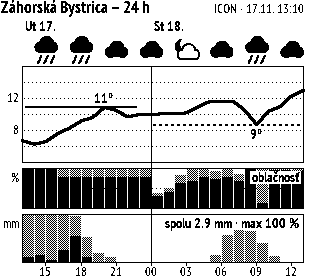 Záhorská Bystrica – 24 h ICON · 17.11. 13:10
Ut 17. St 18.
11°
12
8
9°
%
oblačnosť
mm
spolu 2.9 mm · max 100 %
15 18 21 00 03 06 09 12